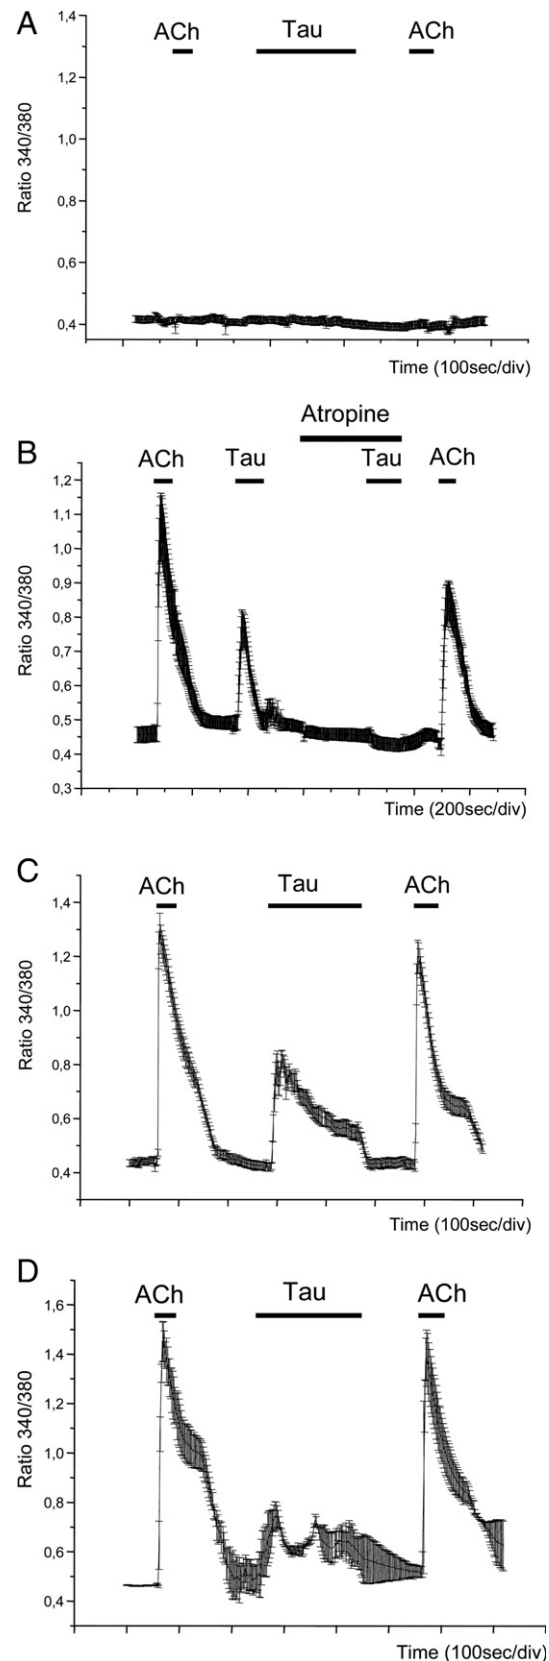 A
ACh Tau ACh
1,4
1,2
1,0
0,8
0,6
0,4
Ratio 340/380
Time (100sec/div)
Atropine
B
ACh Tau Tau ACh
1,2
1,1
1,0
0,9
0,8
0,7
0,6
0,5
0,4
0,3
Ratio 340/380
Time (200sec/div)
C
ACh Tau ACh
1,4
1,2
1,0
0,8
0,6
0,4
Ratio 340/380
Time (100sec/div)
D
ACh Tau ACh
1,6
1,4
1,2
1,0
0,8
0,6
0,4
Ratio 340/380
Time (100sec/div)